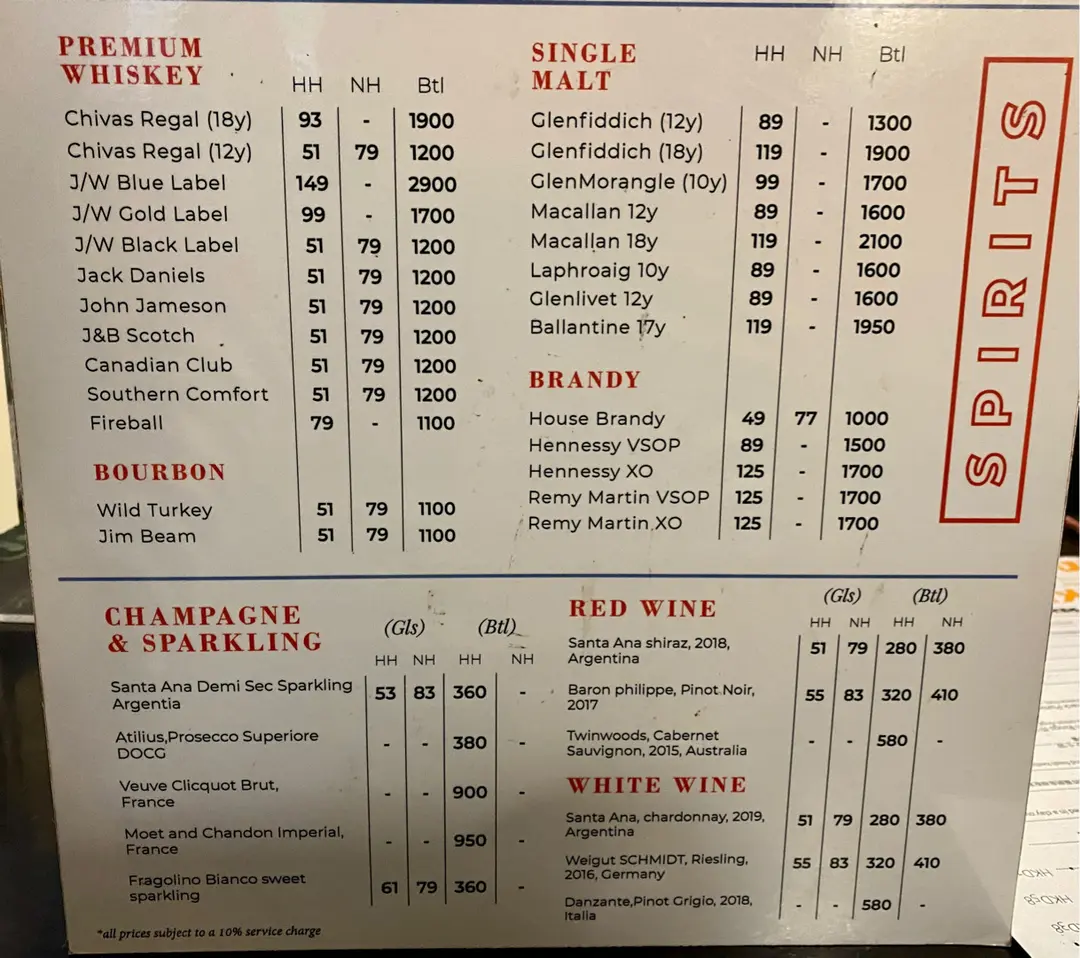 PREMIUM
WHISKEY
HH NH Btl
Chivas Regal (18y) 93 - 1900
Chivas Regal (12y) 51 79 1200
J/W Blue Label 149 - 2900
J/W Gold Label 99 - 1700
J/W Black Label 51 79 1200
Jack Daniels 51 79 1200
John Jameson 51 79 1200
J&B Scotch 51 79 1200
Canadian Club 51 79 1200
Southern Comfort 51 79 1200
Fireball 79 - 1100
BOURBON
Wild Turkey 51 79 1100
Jim Beam 51 79 1100
SINGLE
MALT
HH NH Btl
Glenfiddich (12y) 89 - 1300
Glenfiddich (18y) 119 - 1900
GlenMorangle (10y) 99 - 1700
Macallan 12y 89 - 1600
Macallan 18y 119 - 2100
Laphroaig 10y 89 - 1600
Glenlivet 12y 89 - 1600
Ballantine 17y 119 - 1950
BRANDY
House Brandy 49 77 1000
Hennessy VSOP 89 - 1500
Hennessy XO 125 - 1700
Remy Martin VSOP 125 - 1700
Remy Martin XO 125 - 1700
SPIRITS
CHAMPAGNE
& SPARKLING
(Gls) (Btl)
HH NH HH NH
Santa Ana Demi Sec Sparkling 53 83 360 -
Argentia
Atilius,Prosecco Superiore - - 380 -
DOCG
Veuve Clicquot Brut, - - 900 -
France
Moet and Chandon Imperial, - - 950 -
France
Fragolino Bianco sweet 61 79 360 -
sparkling
*all prices subject to a 10% service charge
RED WINE
(Gls) (Btl)
HH NH HH NH
Santa Ana shiraz, 2018, 51 79 280 380
Argentina
Baron philippe, Pinot Noir, 55 83 320 410
2017
Twinwoods, Cabernet - - 580 -
Sauvignon, 2015, Australia
WHITE WINE
Santa Ana, chardonnay, 2019, 51 79 280 380
Argentina
Weigut SCHMIDT, Riesling, 55 83 320 410
2016, Germany
Danzante,Pinot Grigio, 2018, - - 580 -
Italia